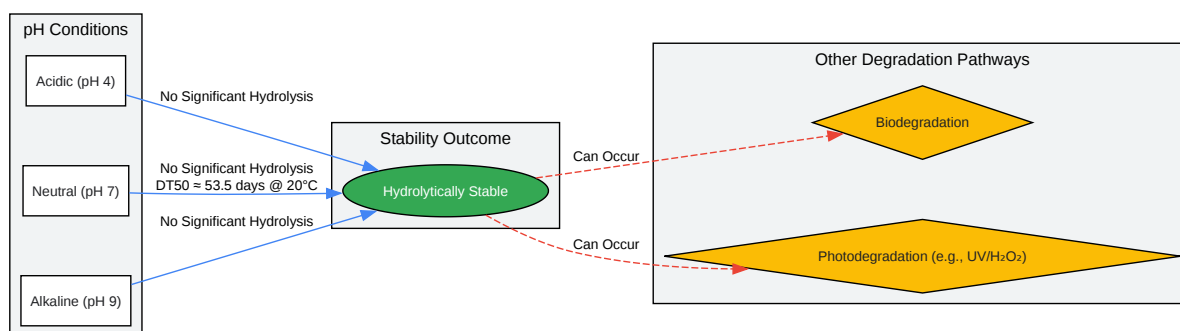 pH Conditions
Acidic (pH 4)
Neutral (pH 7)
Alkaline (pH 9)
No Significant Hydrolysis
No Significant Hydrolysis
DT50 ≈ 53.5 days @ 20°C
No Significant Hydrolysis
Stability Outcome
Hydrolytically Stable
Can Occur
Can Occur
Other Degradation Pathways
Biodegradation
Photodegradation (e.g., UV/H₂O₂)